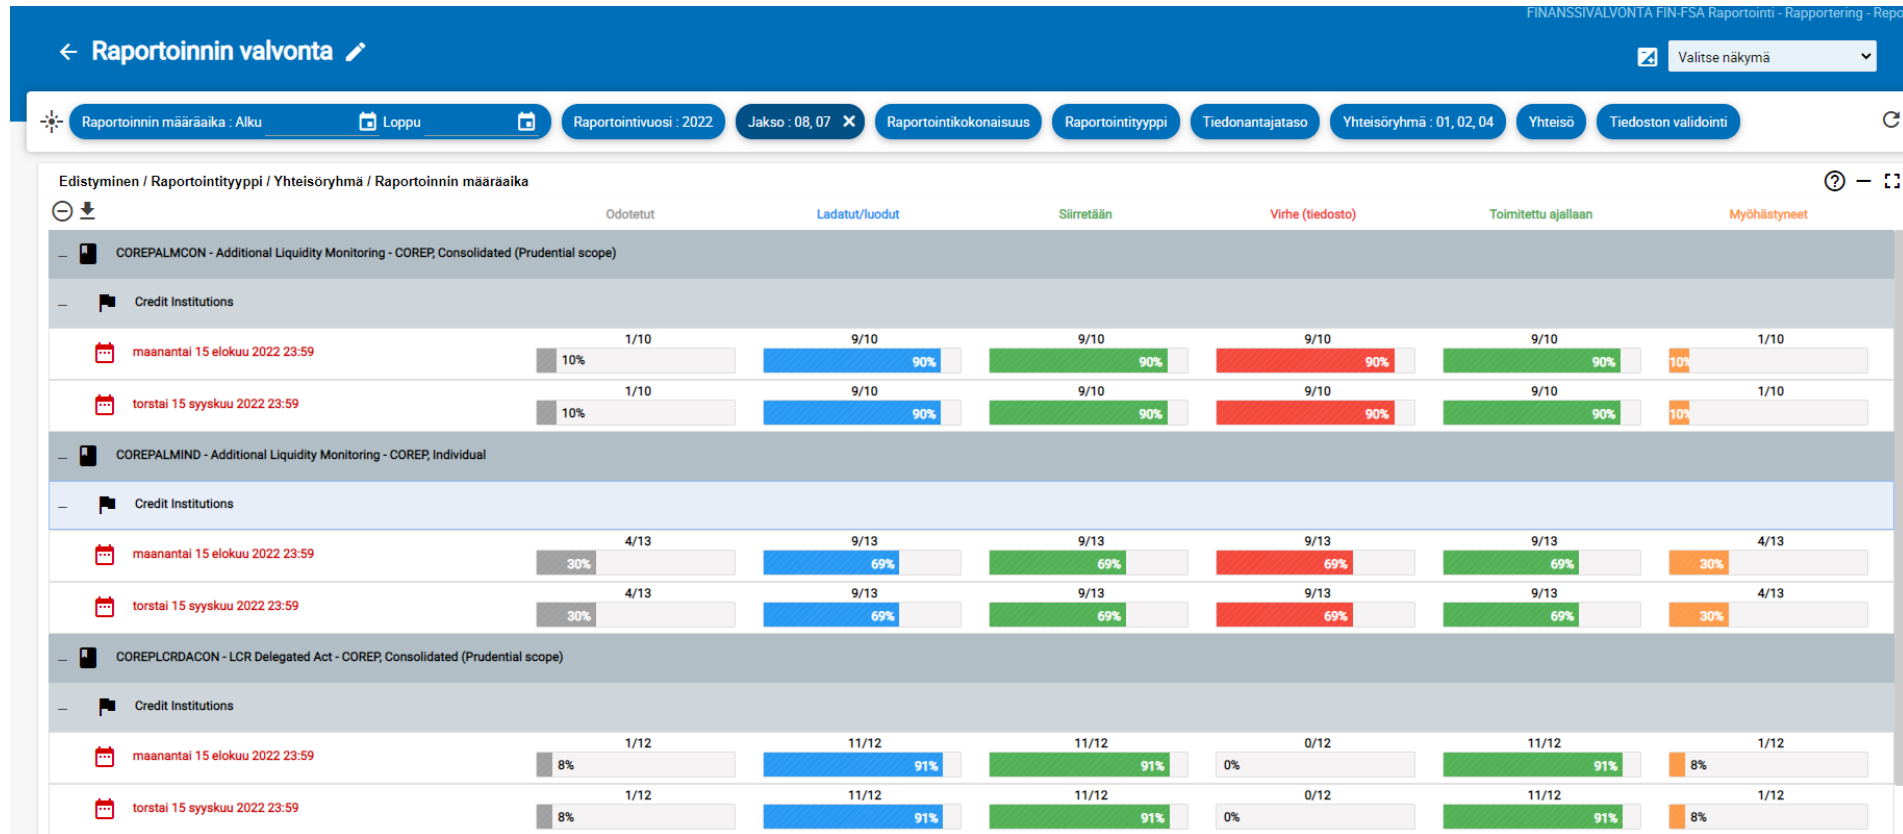 FINANSSIVALVONTA FIN-FSA Raportointi - Rapportering - Repo
Raportoinnin valvonta
Valitse näkymä
Raportoinnin määräaika : Alku Loppu Raportointivuosi : 2022 Jakso : 08, 07 Raportointikokonaisuus Raportointityyppi Tiedonantajataso Yhteisöryhmä : 01, 02, 04 Yhteisö Tiedoston validointi
Edistyminen / Raportointityyppi / Yhteisöryhmä / Raportoinnin määräaika
Odotetut Ladatut/luodut Siirretään Virhe (tiedosto) Toimitettu ajallaan Myöhästyneet
COREPALMCON - Additional Liquidity Monitoring - COREP, Consolidated (Prudential scope)
Credit Institutions
1/10 9/10 9/10 9/10 9/10 1/10
maanantai 15 elokuu 2022 23:59
10% 90% 90% 90% 90% 10%
1/10 9/10 9/10 9/10 9/10 1/10
torstai 15 syyskuu 2022 23:59
10% 90% 90% 90% 90% 10%
COREPALMIND - Additional Liquidity Monitoring - COREP, Individual
Credit Institutions
4/13 9/13 9/13 9/13 9/13 4/13
maanantai 15 elokuu 2022 23:59
30% 69% 69% 69% 69% 30%
4/13 9/13 9/13 9/13 9/13 4/13
torstai 15 syyskuu 2022 23:59
30% 69% 69% 69% 69% 30%
COREPLCRDACON - LCR Delegated Act - COREP, Consolidated (Prudential scope)
Credit Institutions
1/12 11/12 11/12 0/12 11/12 1/12
maanantai 15 elokuu 2022 23:59
8% 91% 91% 0% 91% 8%
1/12 11/12 11/12 0/12 11/12 1/12
torstai 15 syyskuu 2022 23:59
8% 91% 91% 0% 91% 8%